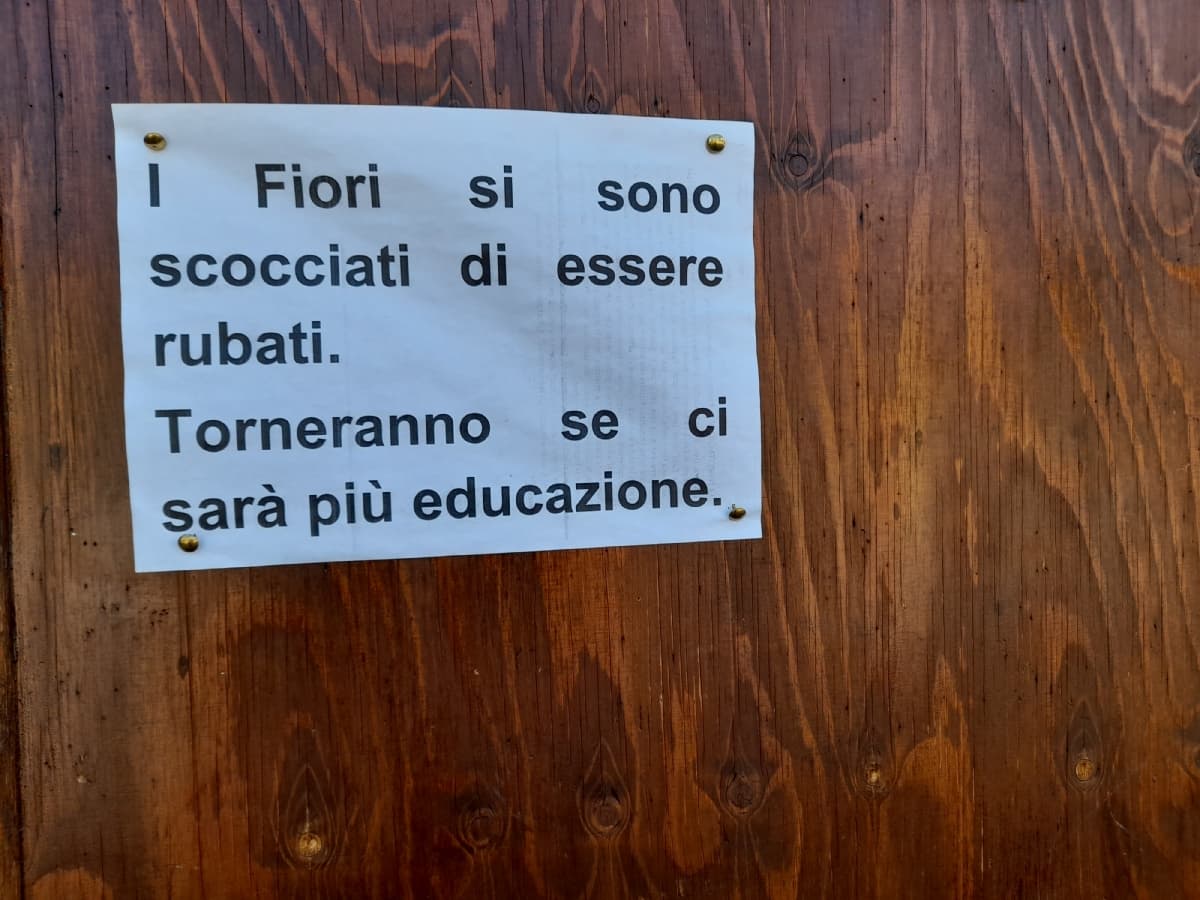 I Fiori si sono
scocciati di essere
rubati.
Torneranno se ci
sarà più educazione.